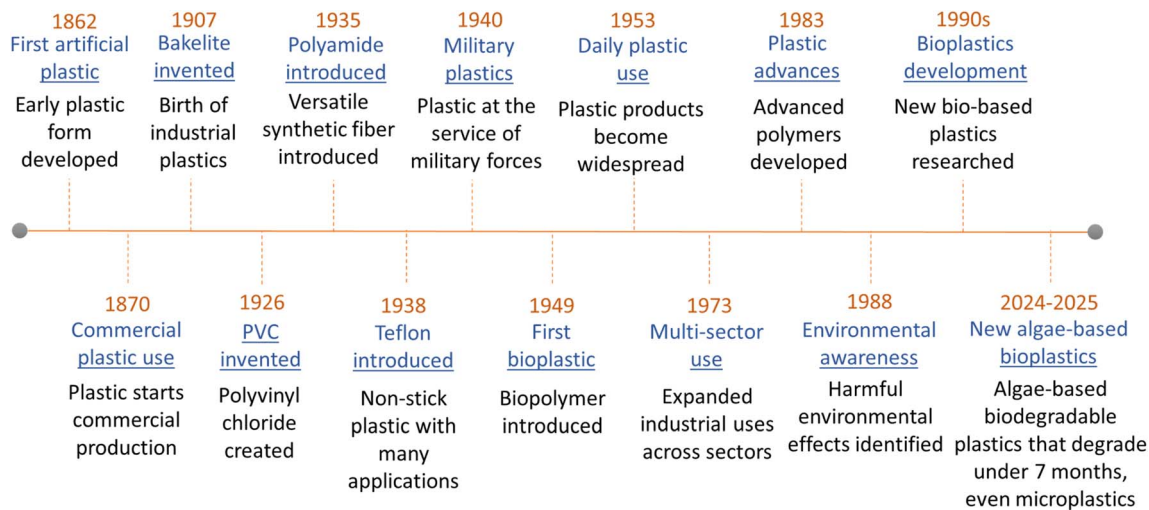 1862
First artificial
plastic
Early plastic
form
developed
1907
Bakelite
invented
Birth of
industrial
plastics
1935
Polyamide
introduced
Versatile
synthetic fiber
introduced
1940
Military
plastics
Plastic at the
service of
military forces
1953
Daily plastic
use
Plastic products
become
widespread
1983
Plastic
advances
Advanced
polymers
developed
1990s
Bioplastics
development
New bio-based
plastics
researched
1870
Commercial
plastic use
Plastic starts
commercial
production
1926
PVC
invented
Polyvinyl
chloride
created
1938
Teflon
introduced
Non-stick
plastic with
many
applications
1949
First
bioplastic
Biopolymer
introduced
1973
Multi-sector
use
Expanded
industrial uses
across sectors
1988
Environmental
awareness
Harmful
environmental
effects identified
2024-2025
New algae-based
bioplastics
Algae-based
biodegradable
plastics that degrade
under 7 months,
even microplastics